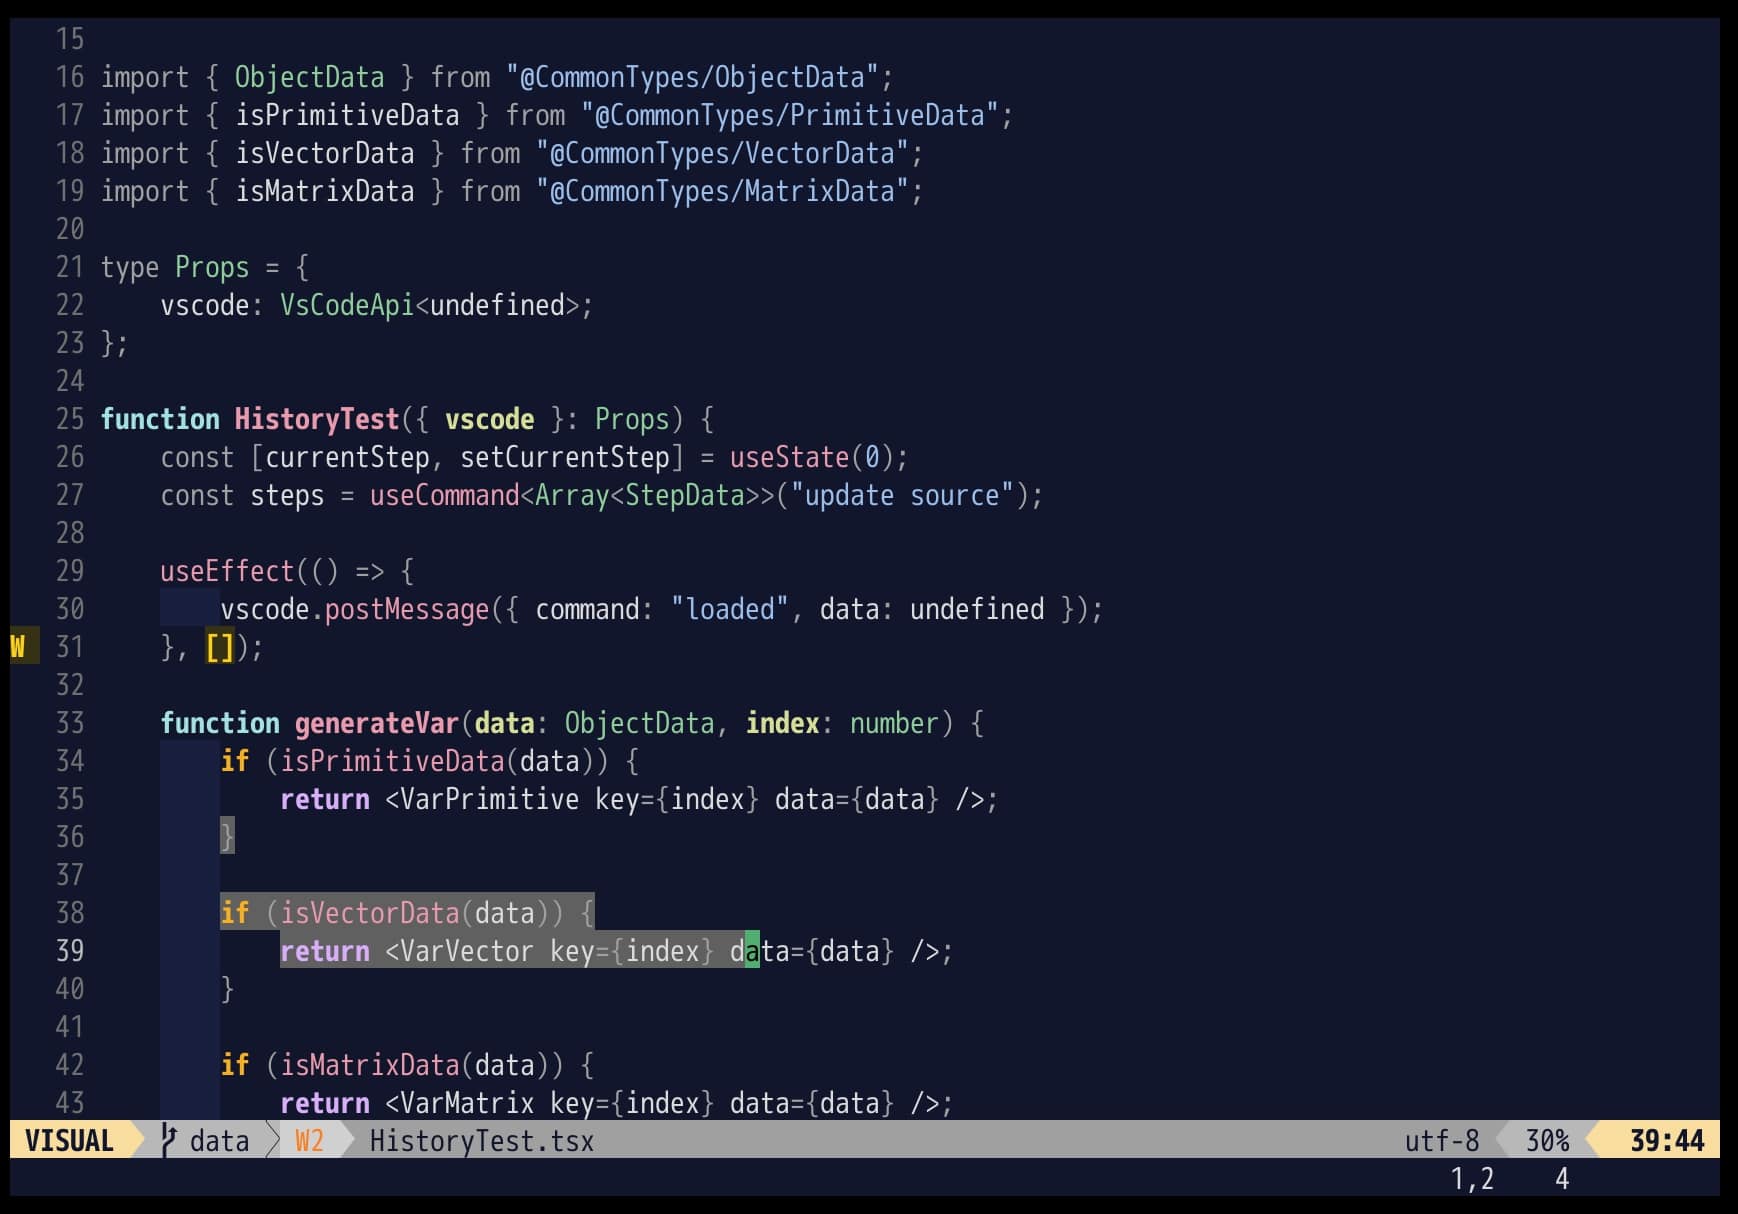 15
16 import { ObjectData } from "@CommonTypes/ObjectData";
17 import { isPrimitiveData } from "@CommonTypes/PrimitiveData";
18 import { isVectorData } from "@CommonTypes/VectorData";
19 import { isMatrixData } from "@CommonTypes/MatrixData";
20
21 type Props = {
22     vscode: VsCodeApi<undefined>;
23 };
24
25 function HistoryTest({ vscode }: Props) {
26     const [currentStep, setCurrentStep] = useState(0);
27     const steps = useCommand<Array<StepData>>("update source");
28
29     useEffect(() => {
30         vscode.postMessage({ command: "loaded", data: undefined });
W 31     }, []);
32
33     function generateVar(data: ObjectData, index: number) {
34         if (isPrimitiveData(data)) {
35             return <VarPrimitive key={index} data={data} />;
36         }
37
38         if (isVectorData(data)) {
39             return <VarVector key={index} data={data} />;
40         }
41
42         if (isMatrixData(data)) {
43             return <VarMatrix key={index} data={data} />;
VISUAL data W2 HistoryTest.tsx utf-8 30% 39:44
1,2 4